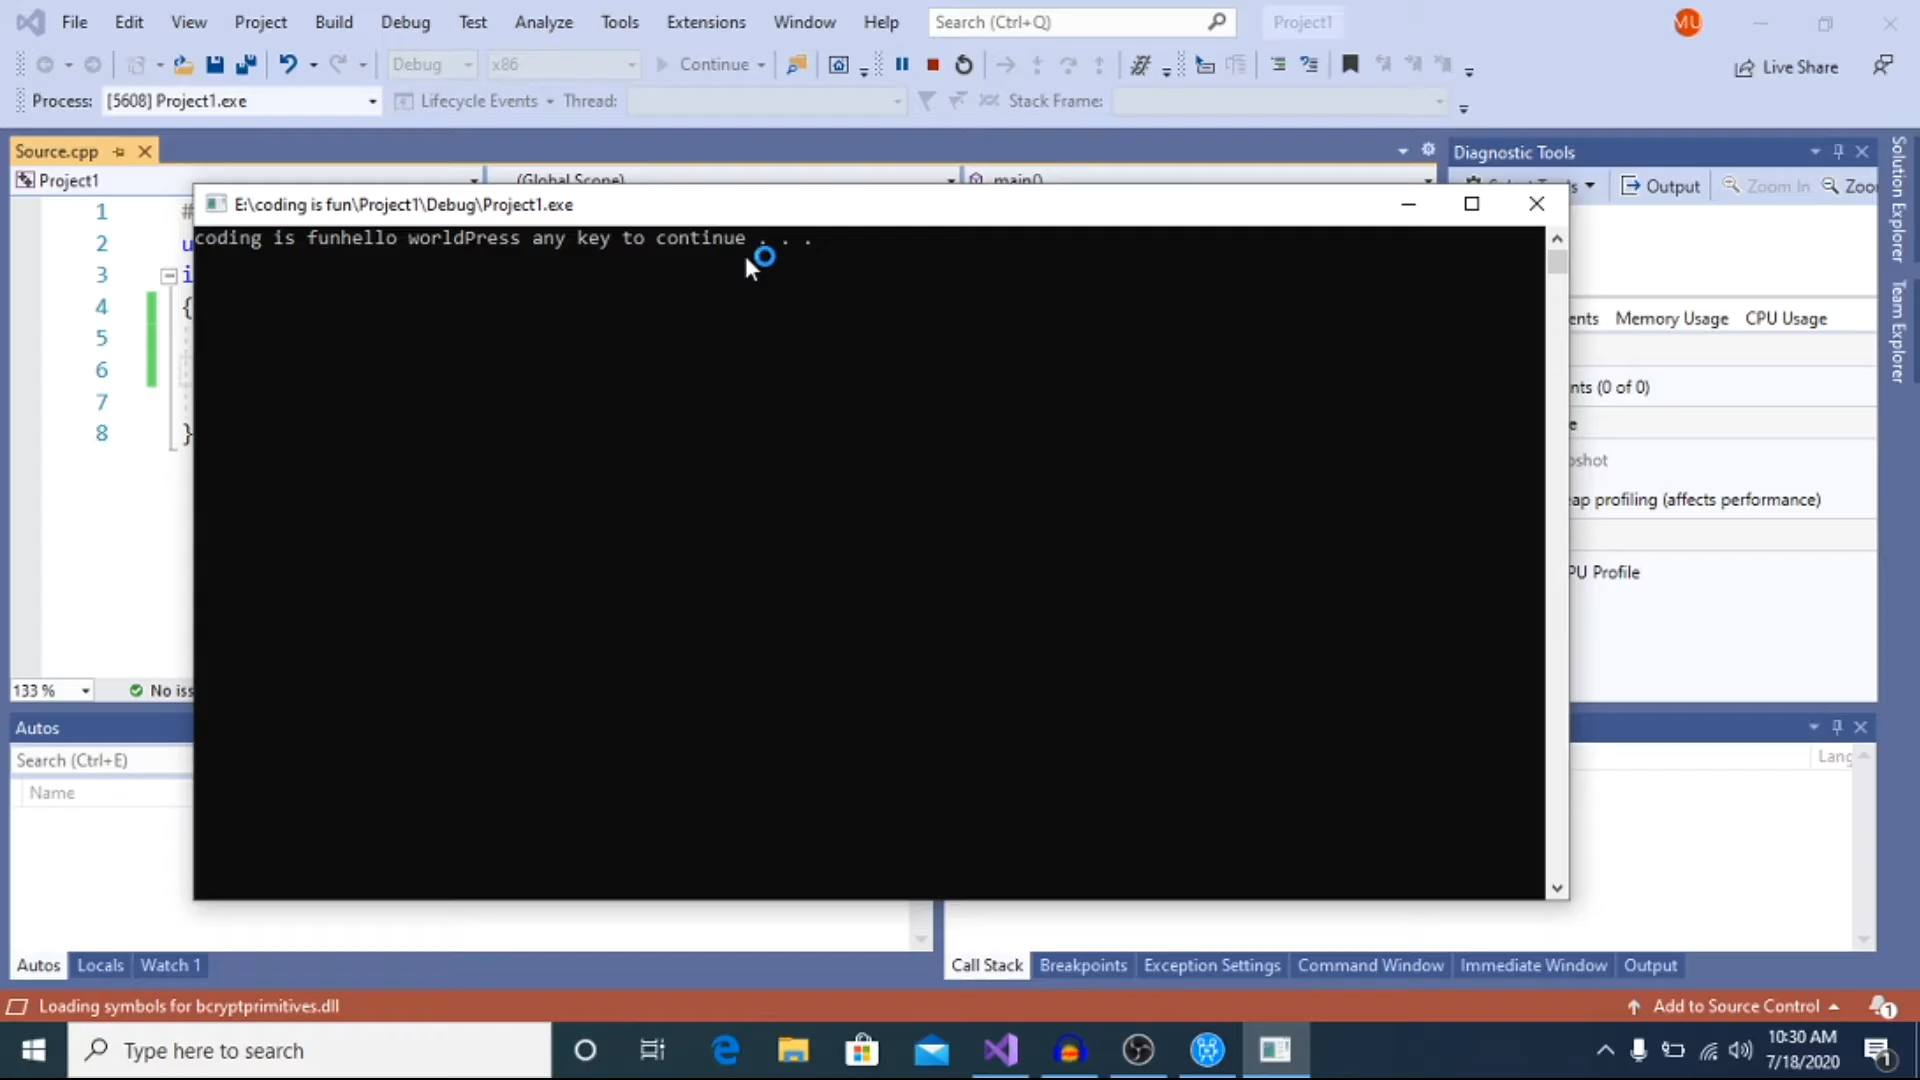 File Edit View Project Build Debug Test Analyze Tools Extensions Window Help Search (Ctrl+Q) Project1 MU
Debug x86 Continue Live Share
Process: [5608] Project1.exe Lifecycle Events Thread: Stack Frame:
Source.cpp Diagnostic Tools
Project1 (Global Scope) main() Output Zoom In Zoo
E:\coding is fun\Project1\Debug\Project1.exe
coding is funhello worldPress any key to continue . . .
1 #
2 u
3 i
4 {
5
6
7
8 }
Memory Usage CPU Usage
nts (0 of 0)
e
pshot
eap profiling (affects performance)
PU Profile
Solution Explorer
Team Explorer
133 % No iss
Autos
Search (Ctrl+E) Lang
Name
Autos Locals Watch 1 Call Stack Breakpoints Exception Settings Command Window Immediate Window Output
Loading symbols for bcryptprimitives.dll Add to Source Control 1
Type here to search 10:30 AM
7/18/2020 1